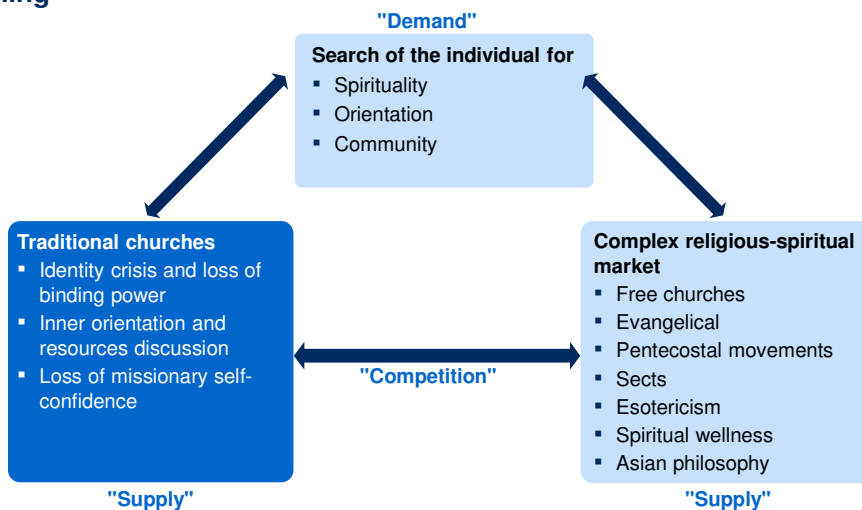 "Demand"
Search of the individual for
▪ Spirituality
▪ Orientation
▪ Community
Traditional churches
▪ Identity crisis and loss of
binding power
▪ Inner orientation and
resources discussion
▪ Loss of missionary self-
confidence
"Supply"
"Competition"
Complex religious-spiritual
market
▪ Free churches
▪ Evangelical
▪ Pentecostal movements
▪ Sects
▪ Esotericism
▪ Spiritual wellness
▪ Asian philosophy
"Supply"